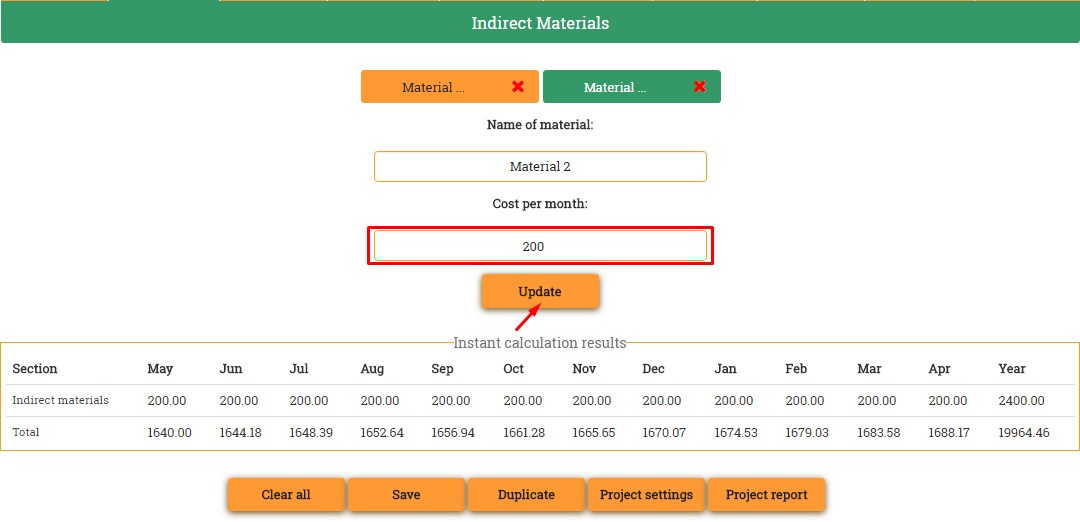 Indirect Materials
Material ... Material ...
Name of material:
Material 2
Cost per month:
200
Update
Instant calculation results
Section May Jun Jul Aug Sep Oct Nov Dec Jan Feb Mar Apr Year
Indirect materials 200.00 200.00 200.00 200.00 200.00 200.00 200.00 200.00 200.00 200.00 200.00 200.00 2400.00
Total 1640.00 1644.18 1648.39 1652.64 1656.94 1661.28 1665.65 1670.07 1674.53 1679.03 1683.58 1688.17 19964.46
Clear all Save Duplicate Project settings Project report